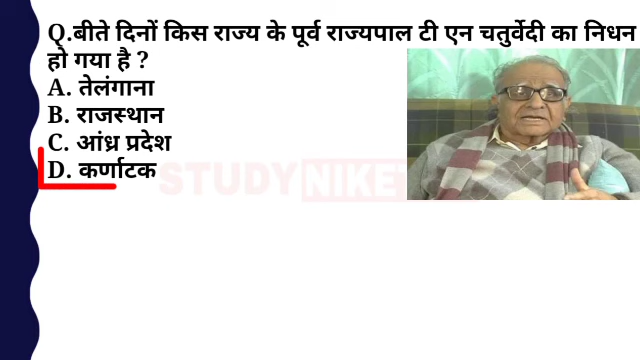 Q.बीते दिनों किस राज्य के पूर्व राज्यपाल टी एन चतुर्वेदी का निधन
हो गया है ?
A. तेलंगाना
B. राजस्थान
C. आंध्र प्रदेश
D. कर्णाटक
STUDY NIKET